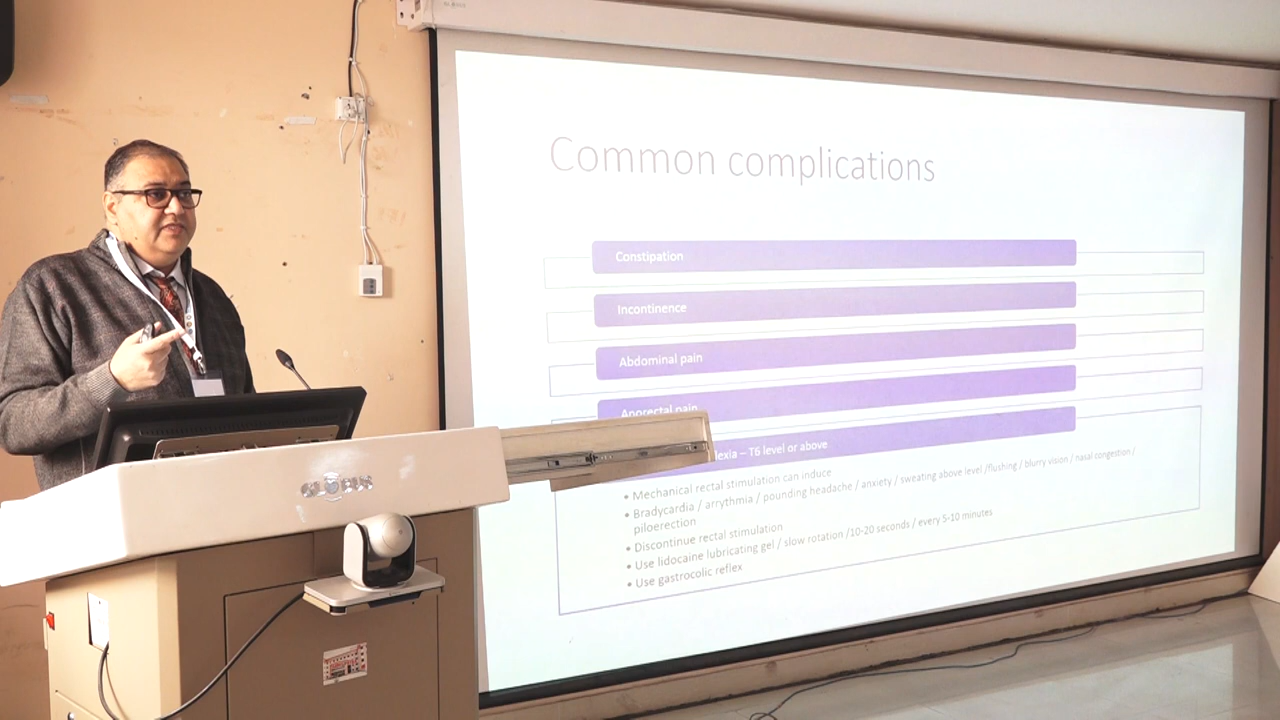 Common complications
Constipation
Incontinence
Abdominal pain
Anorectal pain
lexia – T6 level or above
• Mechanical rectal stimulation can induce
• Bradycardia / arrythmia / pounding headache / anxiety / sweating above level /flushing / blurry vision / nasal congestion /
piloerection
• Discontinue rectal stimulation
• Use lidocaine lubricating gel / slow rotation /10-20 seconds / every 5-10 minutes
• Use gastrocolic reflex
GLOBUS